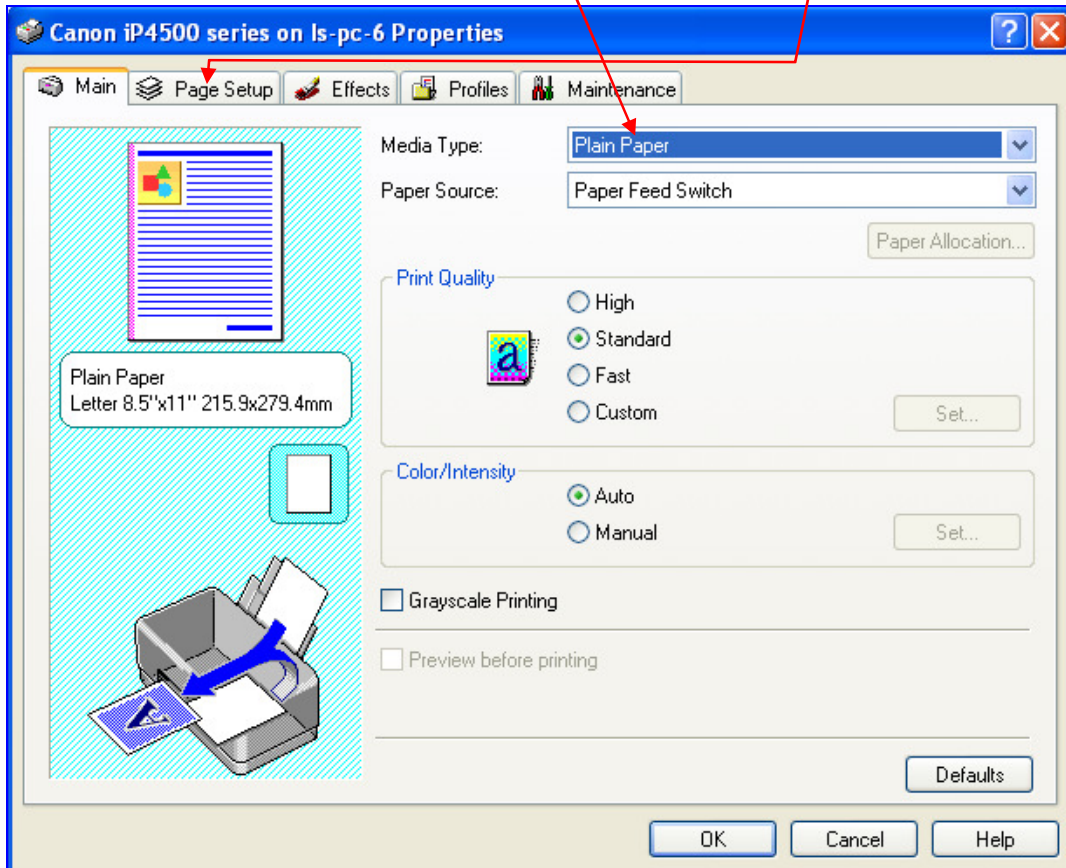 Canon iP4500 series on ls-pc-6 Properties
Main Page Setup Effects Profiles Maintenance
Media Type: Plain Paper
Paper Source: Paper Feed Switch
Paper Allocation...
Print Quality
High
a
Standard
Fast
Custom Set...
Plain Paper
Letter 8.5"x11" 215.9x279.4mm
Color/Intensity
Auto
Manual Set...
Grayscale Printing
Preview before printing
A
Defaults
OK Cancel Help